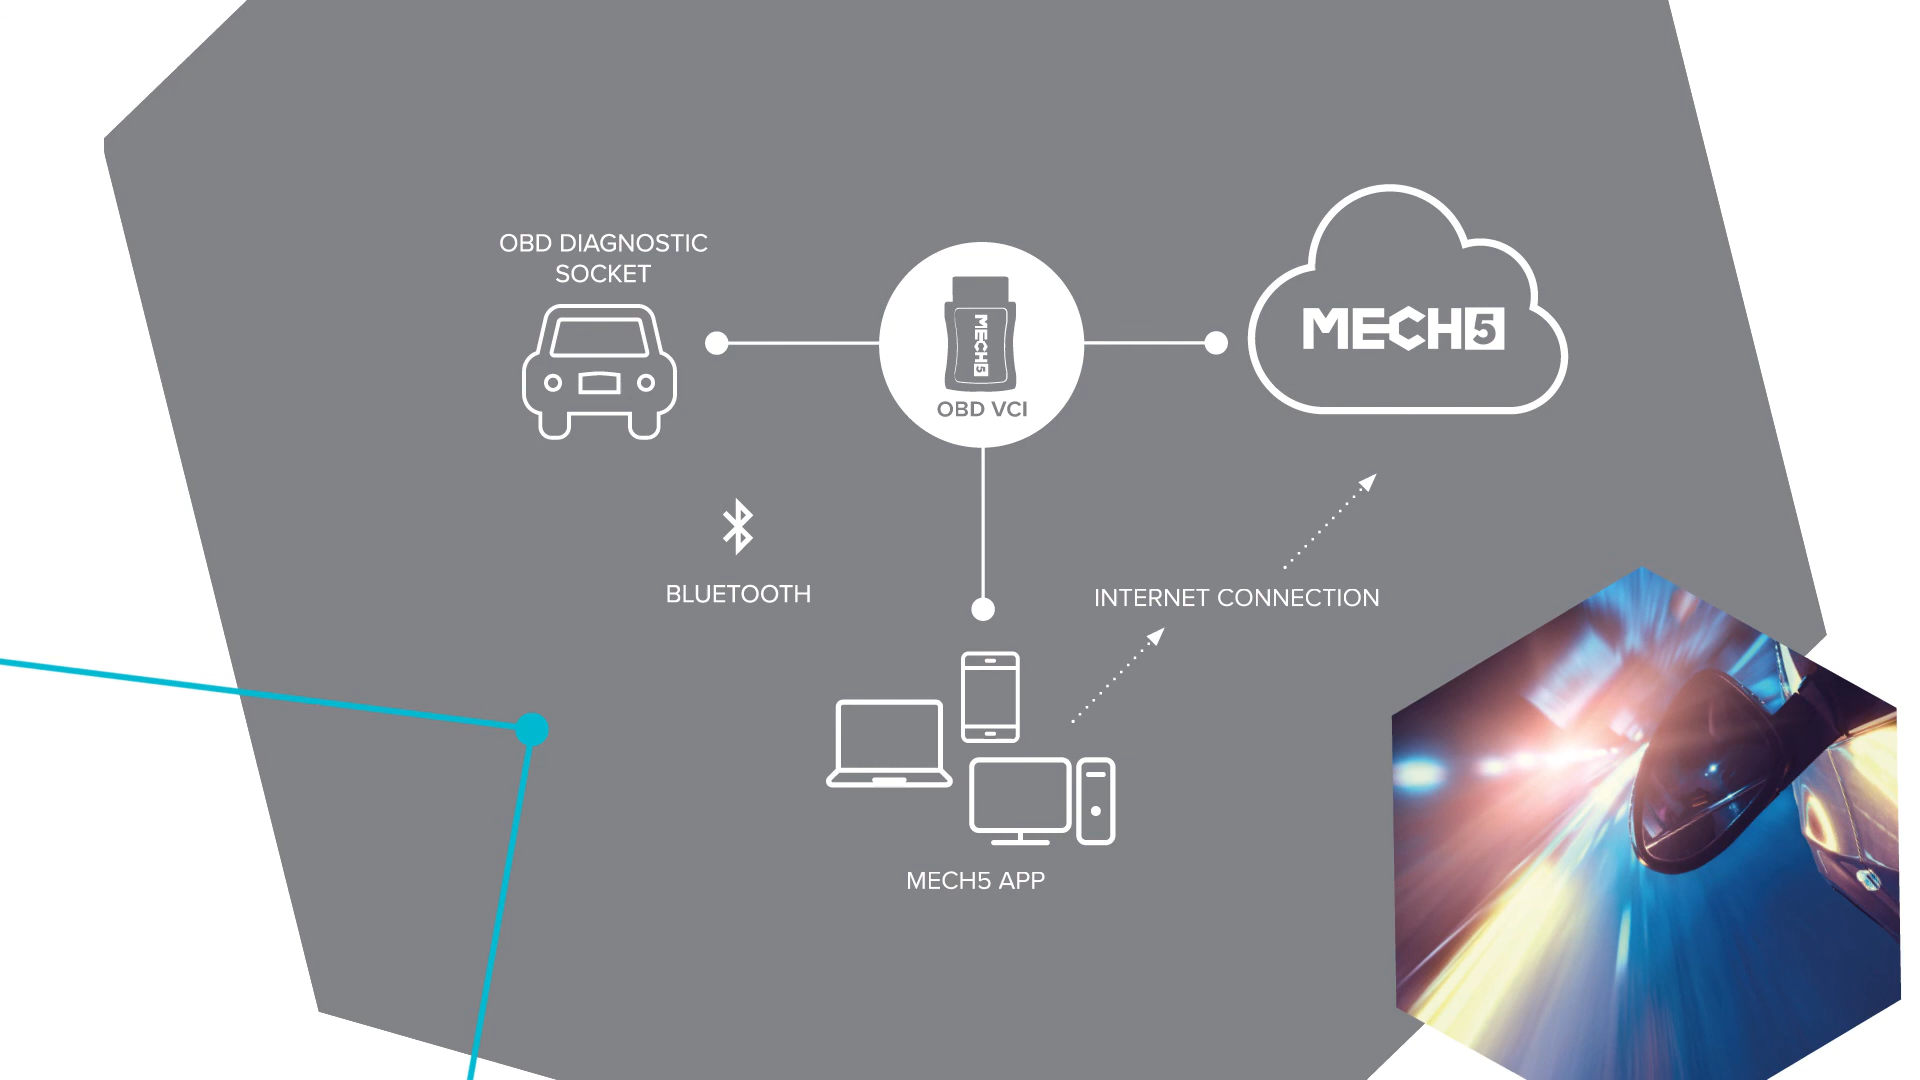 OBD DIAGNOSTIC
SOCKET
MECH5
OBD VCI
MECH5
BLUETOOTH
INTERNET CONNECTION
MECH5 APP